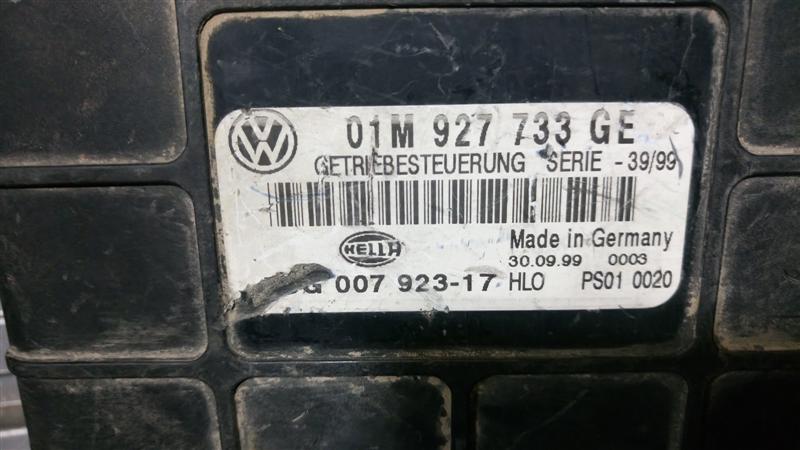 01M 927 733 GE
GETRIEBESTEUERUNG SERIE - 39/99
HELLA Made in Germany
30.09.99 0003
007 923-17 HLO PS01 0020